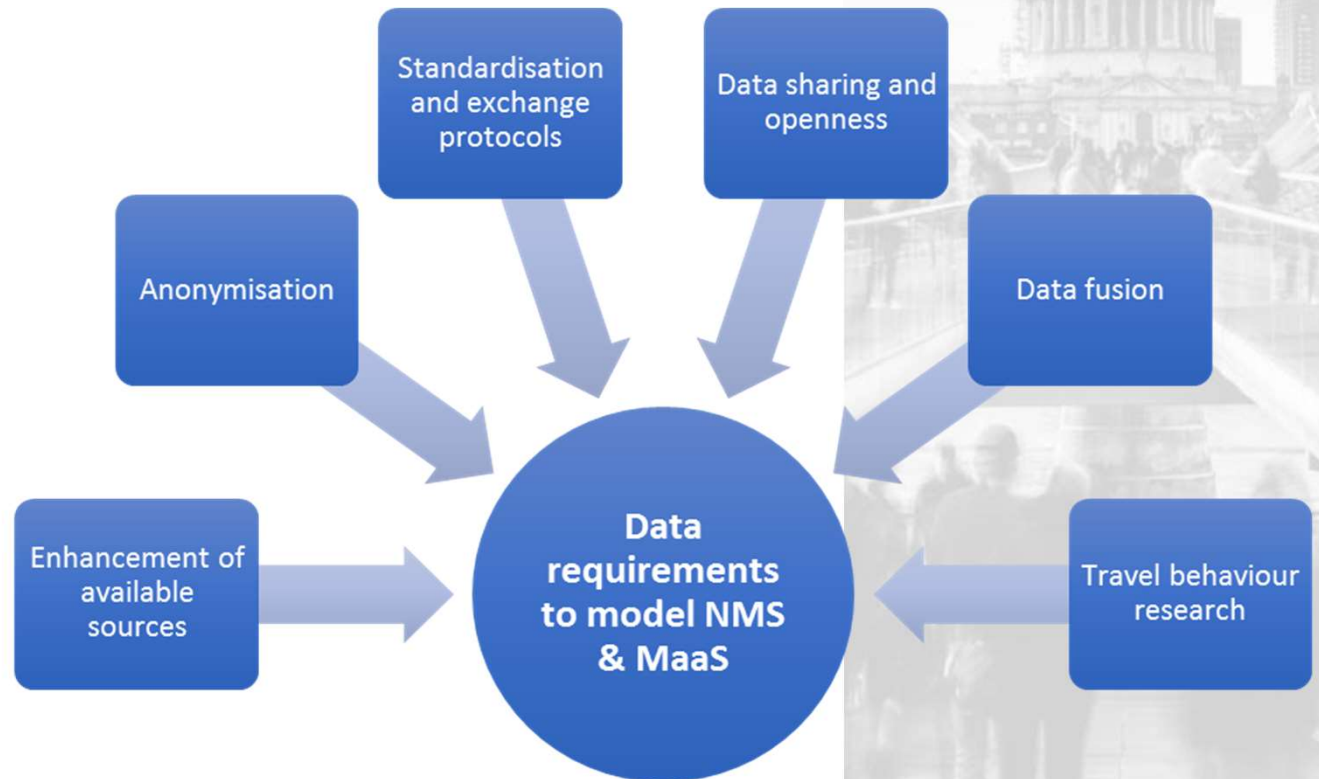 Standardisation
and exchange
protocols
Data sharing and
openness
Anonymisation
Data fusion
Enhancement of
available
sources
Data
requirements
to model NMS
& MaaS
Travel behaviour
research